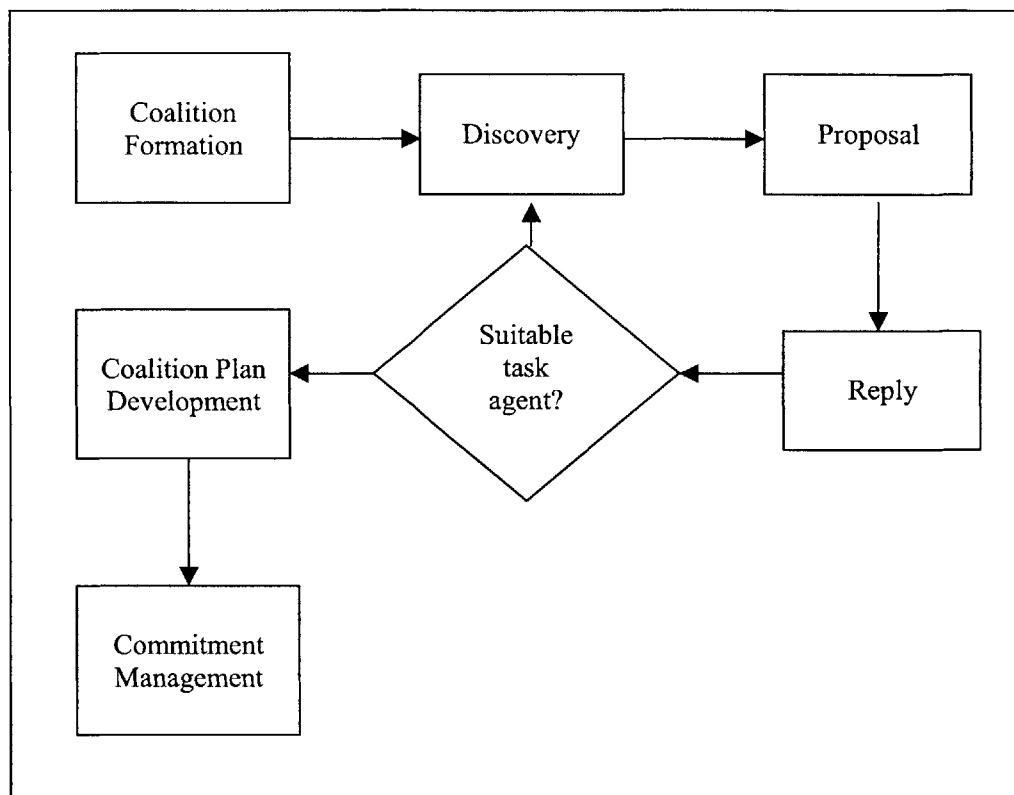 Coalition
Formation
Discovery
Proposal
Suitable
task
agent?
Coalition Plan
Development
Reply
Commitment
Management